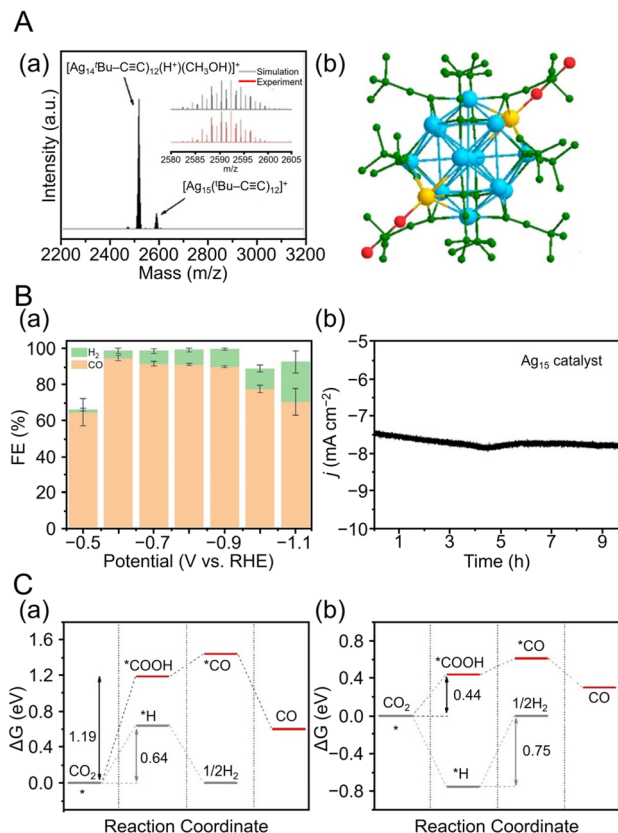 A
(a)
[Ag₁₄ᵗBu–C≡C)₁₂(H⁺)(CH₃OH)]⁺
Simulation
Experiment
2580 2585 2590 2595 2600 2605
m/z
[Ag₁₅(ᵗBu–C≡C)₁₂]⁺
Intensity (a.u.)
2200 2400 2600 2800 3000 3200
Mass (m/z)
(b)
B
(a)
H₂
CO
100
80
60
40
20
0
FE (%)
−0.5 −0.7 −0.9 −1.1
Potential (V vs. RHE)
(b)
Ag₁₅ catalyst
−5
−6
−7
−8
−9
−10
j (mA cm⁻²)
1 3 5 7 9
Time (h)
C
(a)
1.6
1.2
0.8
0.4
0.0
ΔG (eV)
*COOH
*CO
*H
CO
1.19
0.64
CO₂
*
1/2H₂
Reaction Coordinate
(b)
0.8
0.4
0.0
−0.4
−0.8
ΔG (eV)
*COOH
*CO
CO
CO₂
*
0.44
1/2H₂
*H
0.75
Reaction Coordinate